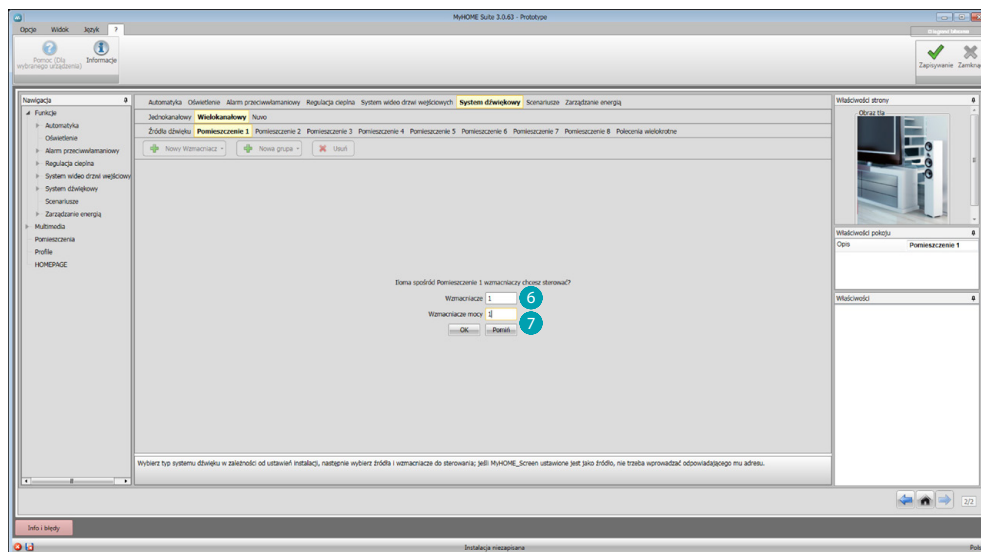 MyHOME Suite 3.0.63 - Prototype
Opcje Widok Język ?
Pomoc (Dla wybranego urządzenia)
Informacje
Zapisywanie Zamknąć
Nawigacja
Funkcje
Automatyka
Oświetlenie
Alarm przeciwwłamaniowy
Regulacja cieplna
System wideo drzwi wejściowy
System dźwiękowy
Scenariusze
Zarządzanie energią
Multimedia
Pomieszczenia
Profile
HOMEPAGE
Automatyka Oświetlenie Alarm przeciwwłamaniowy Regulacja cieplna System wideo drzwi wejściowych System dźwiękowy Scenariusze Zarządzanie energią
Jednokanałowy Wielokanałowy Nuvo
Źródła dźwięku Pomieszczenie 1 Pomieszczenie 2 Pomieszczenie 3 Pomieszczenie 4 Pomieszczenie 5 Pomieszczenie 6 Pomieszczenie 7 Pomieszczenie 8 Polecenia wielokrotne
Nowy Wzmacniacz Nowa grupa Usuń
Iloma spośród Pomieszczenie 1 wzmacniaczy chcesz sterować?
Wzmacniacze 1 6
Wzmacniacze mocy 1 7
OK Pomiń
Wybierz typ systemu dźwięku w zależności od ustawień instalacji, następnie wybierz źródła i wzmacniacze do sterowania; jeśli MyHOME_Screen ustawione jest jako źródło, nie trzeba wprowadzać odpowiadającego mu adresu.
Właściwości strony
Obraz tła
Właściwości pokoju
Opis Pomieszczenie 1
Właściwości
2/2
Info i błędy
Instalacja niezapisana